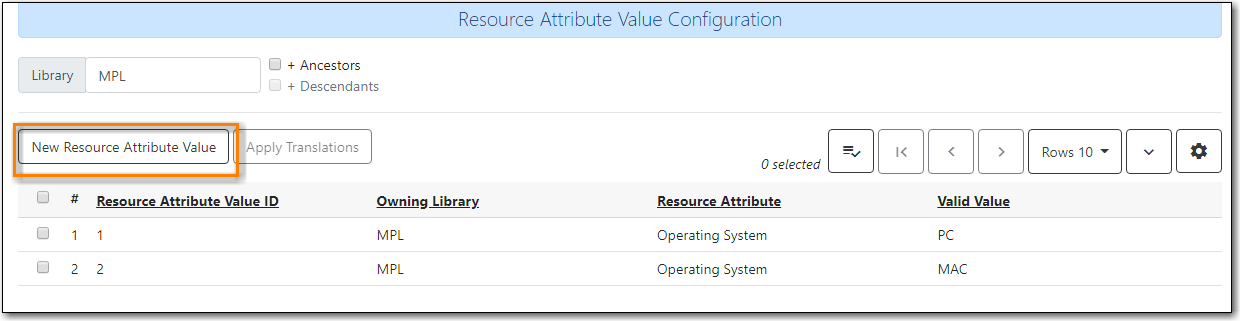 Resource Attribute Value Configuration
Library MPL + Ancestors
+ Descendants
New Resource Attribute Value Apply Translations 0 selected Rows 10
# Resource Attribute Value ID Owning Library Resource Attribute Valid Value
1 1 MPL Operating System PC
2 2 MPL Operating System MAC